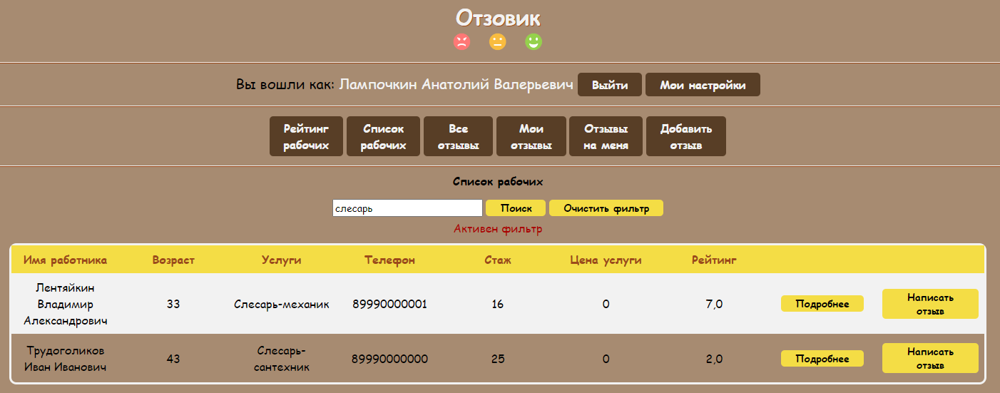 Отзовик
Вы вошли как: Лампочкин Анатолий Валерьевич Выйти Мои настройки
Рейтинг рабочих Список рабочих Все отзывы Мои отзывы Отзывы на меня Добавить отзыв
Список рабочих
слесарь Поиск Очистить фильтр
Активен фильтр
Имя работника Возраст Услуги Телефон Стаж Цена услуги Рейтинг
Лентяйкин Владимир Александрович 33 Слесарь-механик 89990000001 16 0 7,0 Подробнее Написать отзыв
Трудоголиков Иван Иванович 43 Слесарь-сантехник 89990000000 25 0 2,0 Подробнее Написать отзыв